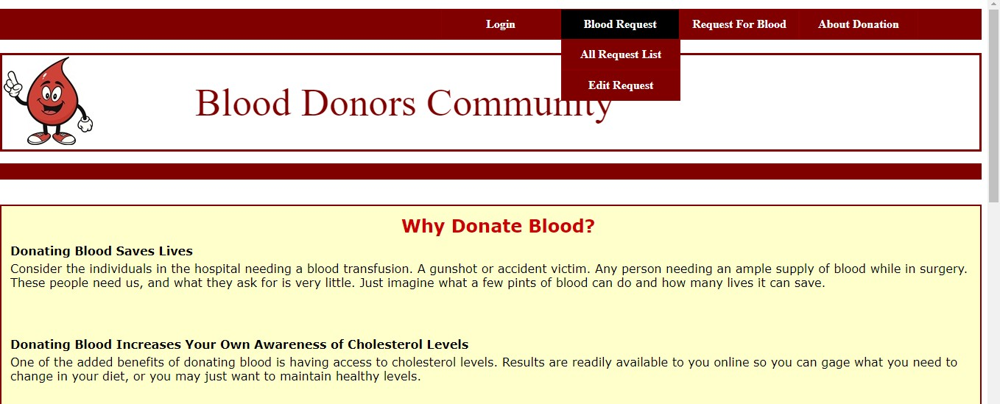 Login
Blood Request
Request For Blood
About Donation
All Request List
Edit Request
Blood Donors Community
Why Donate Blood?
Donating Blood Saves Lives
Consider the individuals in the hospital needing a blood transfusion. A gunshot or accident victim. Any person needing an ample supply of blood while in surgery.
These people need us, and what they ask for is very little. Just imagine what a few pints of blood can do and how many lives it can save.
Donating Blood Increases Your Own Awareness of Cholesterol Levels
One of the added benefits of donating blood is having access to cholesterol levels. Results are readily available to you online so you can gage what you need to
change in your diet, or you may just want to maintain healthy levels.